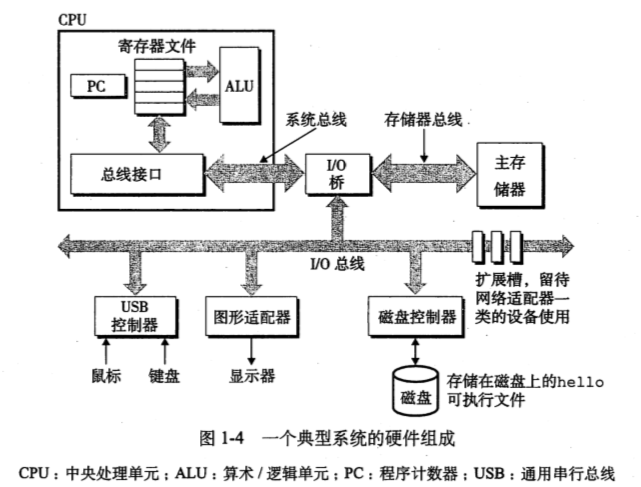 CPU
寄存器文件
PC
ALU
系统总线
存储器总线
总线接口
I/O
桥
主存
储器
I/O 总线
扩展槽，留待
网络适配器一
类的设备使用
USB
控制器
图形适配器
磁盘控制器
鼠标
键盘
显示器
磁盘
存储在磁盘上的hello
可执行文件
图 1-4 一个典型系统的硬件组成
CPU：中央处理单元；ALU：算术 / 逻辑单元；PC：程序计数器；USB：通用串行总线